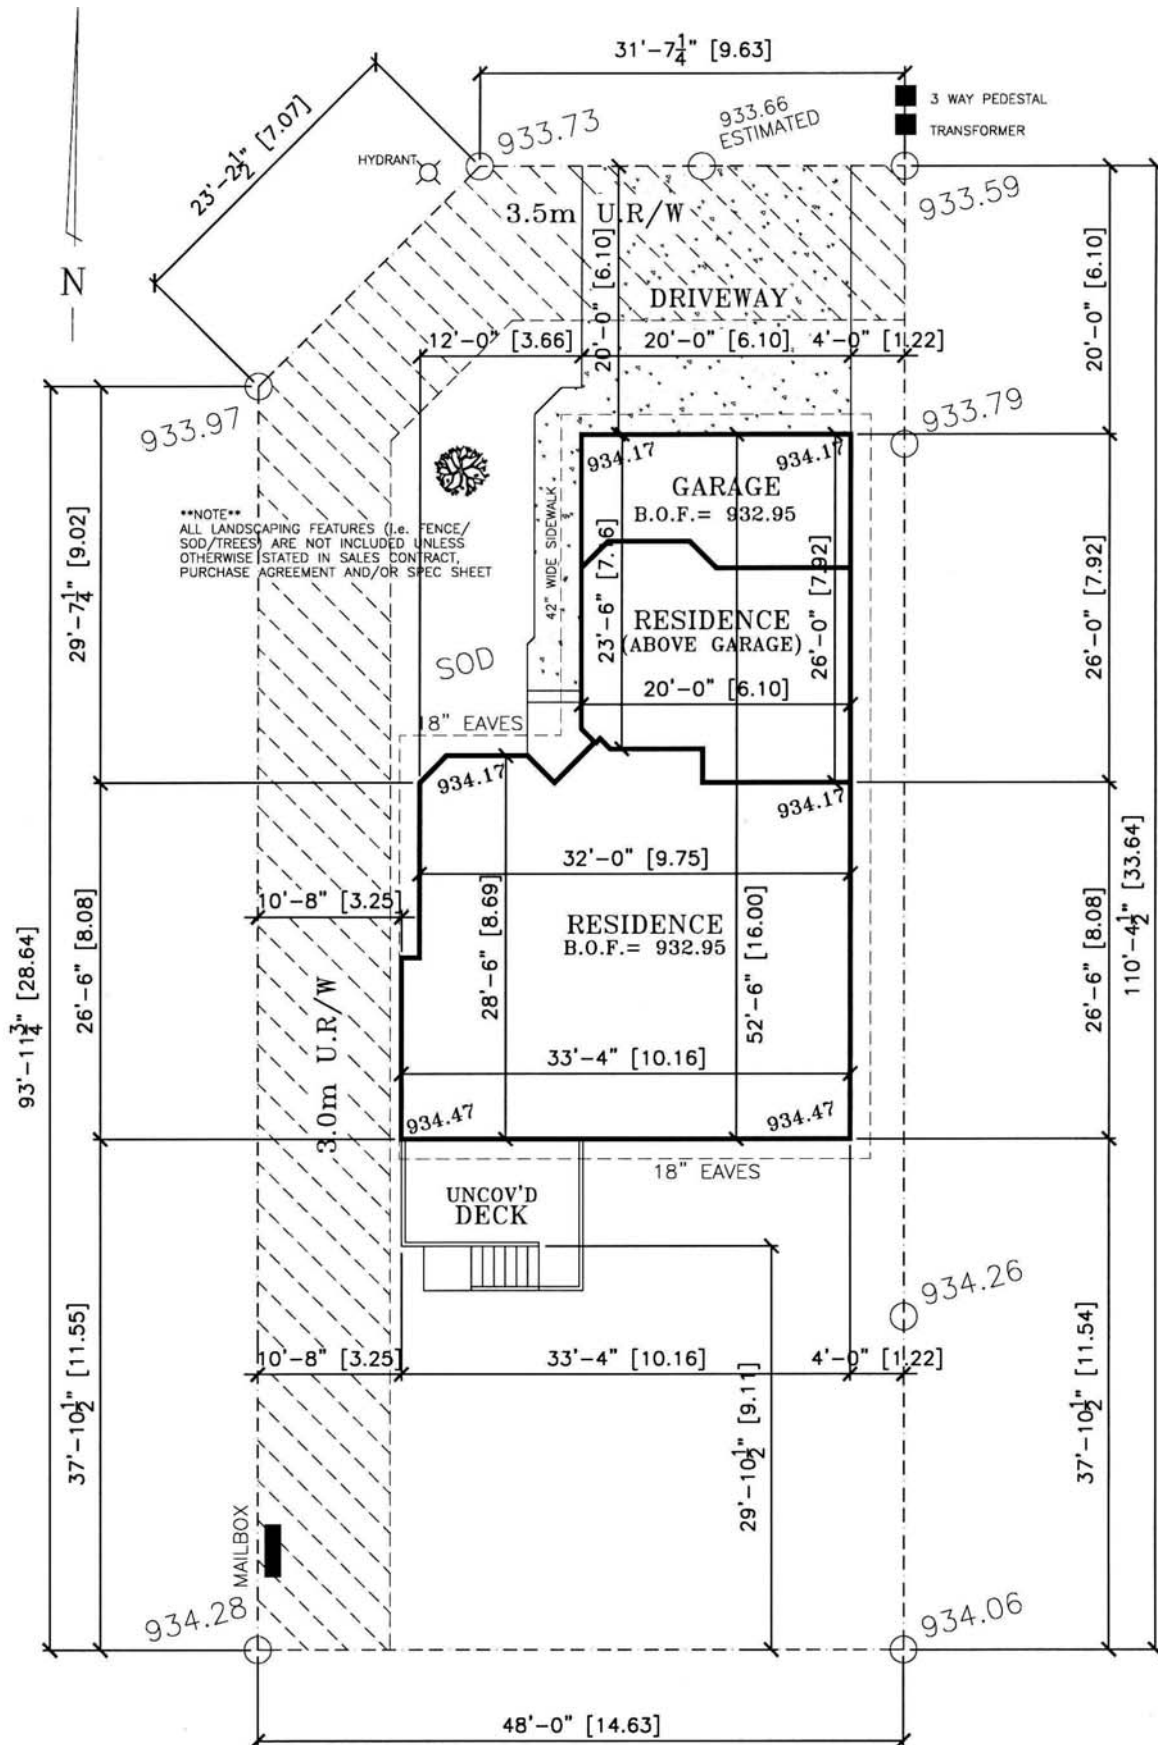 31'-7 1/4" [9.63]
3 WAY PEDESTAL
TRANSFORMER
933.66
ESTIMATED
933.73
HYDRANT
23'-2 1/2" [7.07]
933.59
3.5m U.R/W
N
20'-0" [6.10]
20'-0" [6.10]
DRIVEWAY
12'-0" [3.66]
20'-0" [6.10]
4'-0" [1.22]
933.97
933.79
934.17
934.17
GARAGE
B.O.F.= 932.95
**NOTE**
ALL LANDSCAPING FEATURES (i.e. FENCE/
SOD/TREES) ARE NOT INCLUDED UNLESS
OTHERWISE STATED IN SALES CONTRACT,
PURCHASE AGREEMENT AND/OR SPEC SHEET
42" WIDE SIDEWALK
29'-7 1/4" [9.02]
23'-6" [7.16]
26'-0" [7.92]
26'-0" [7.92]
RESIDENCE
(ABOVE GARAGE)
SOD
20'-0" [6.10]
18" EAVES
934.17
934.17
32'-0" [9.75]
10'-8" [3.25]
RESIDENCE
B.O.F.= 932.95
28'-6" [8.69]
52'-6" [16.00]
26'-6" [8.08]
26'-6" [8.08]
93'-11 3/4" [28.64]
110'-4 1/2" [33.64]
3.0m U.R/W
33'-4" [10.16]
934.47
934.47
18" EAVES
UNCOV'D
DECK
934.26
37'-10 1/2" [11.55]
10'-8" [3.25]
33'-4" [10.16]
4'-0" [1.22]
29'-10 1/2" [9.11]
37'-10 1/2" [11.54]
MAILBOX
934.28
934.06
48'-0" [14.63]